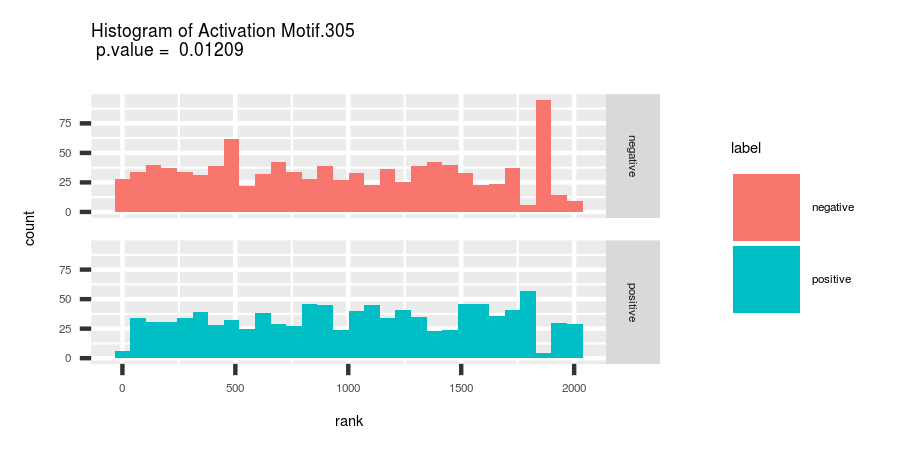 Histogram of Activation Motif.305
p.value =  0.01209
75
50
25
0
negative
count
75
50
25
0
positive
0
500
1000
1500
2000
rank
label
negative
positive